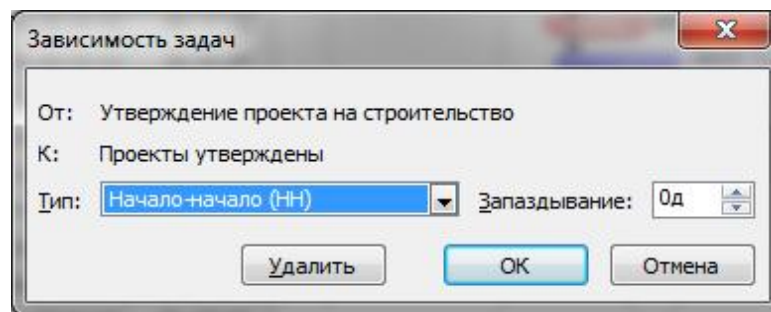 Зависимость задач
От: Утверждение проекта на строительство
К: Проекты утверждены
Тип: Начало-начало (НН) Запаздывание: 0д
Удалить ОК Отмена